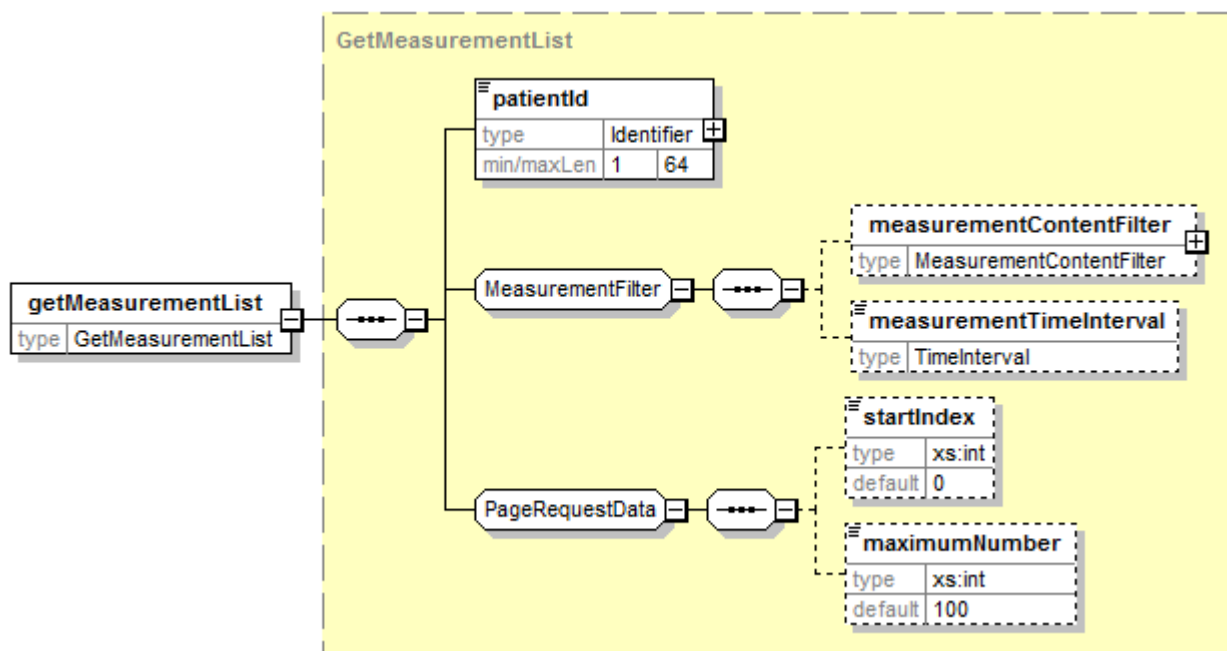 GetMeasurementList
patientId
type Identifier
min/maxLen 1 64
measurementContentFilter
type MeasurementContentFilter
MeasurementFilter
getMeasurementList
type GetMeasurementList
measurementTimeInterval
type TimeInterval
startIndex
type xs:int
default 0
PageRequestData
maximumNumber
type xs:int
default 100